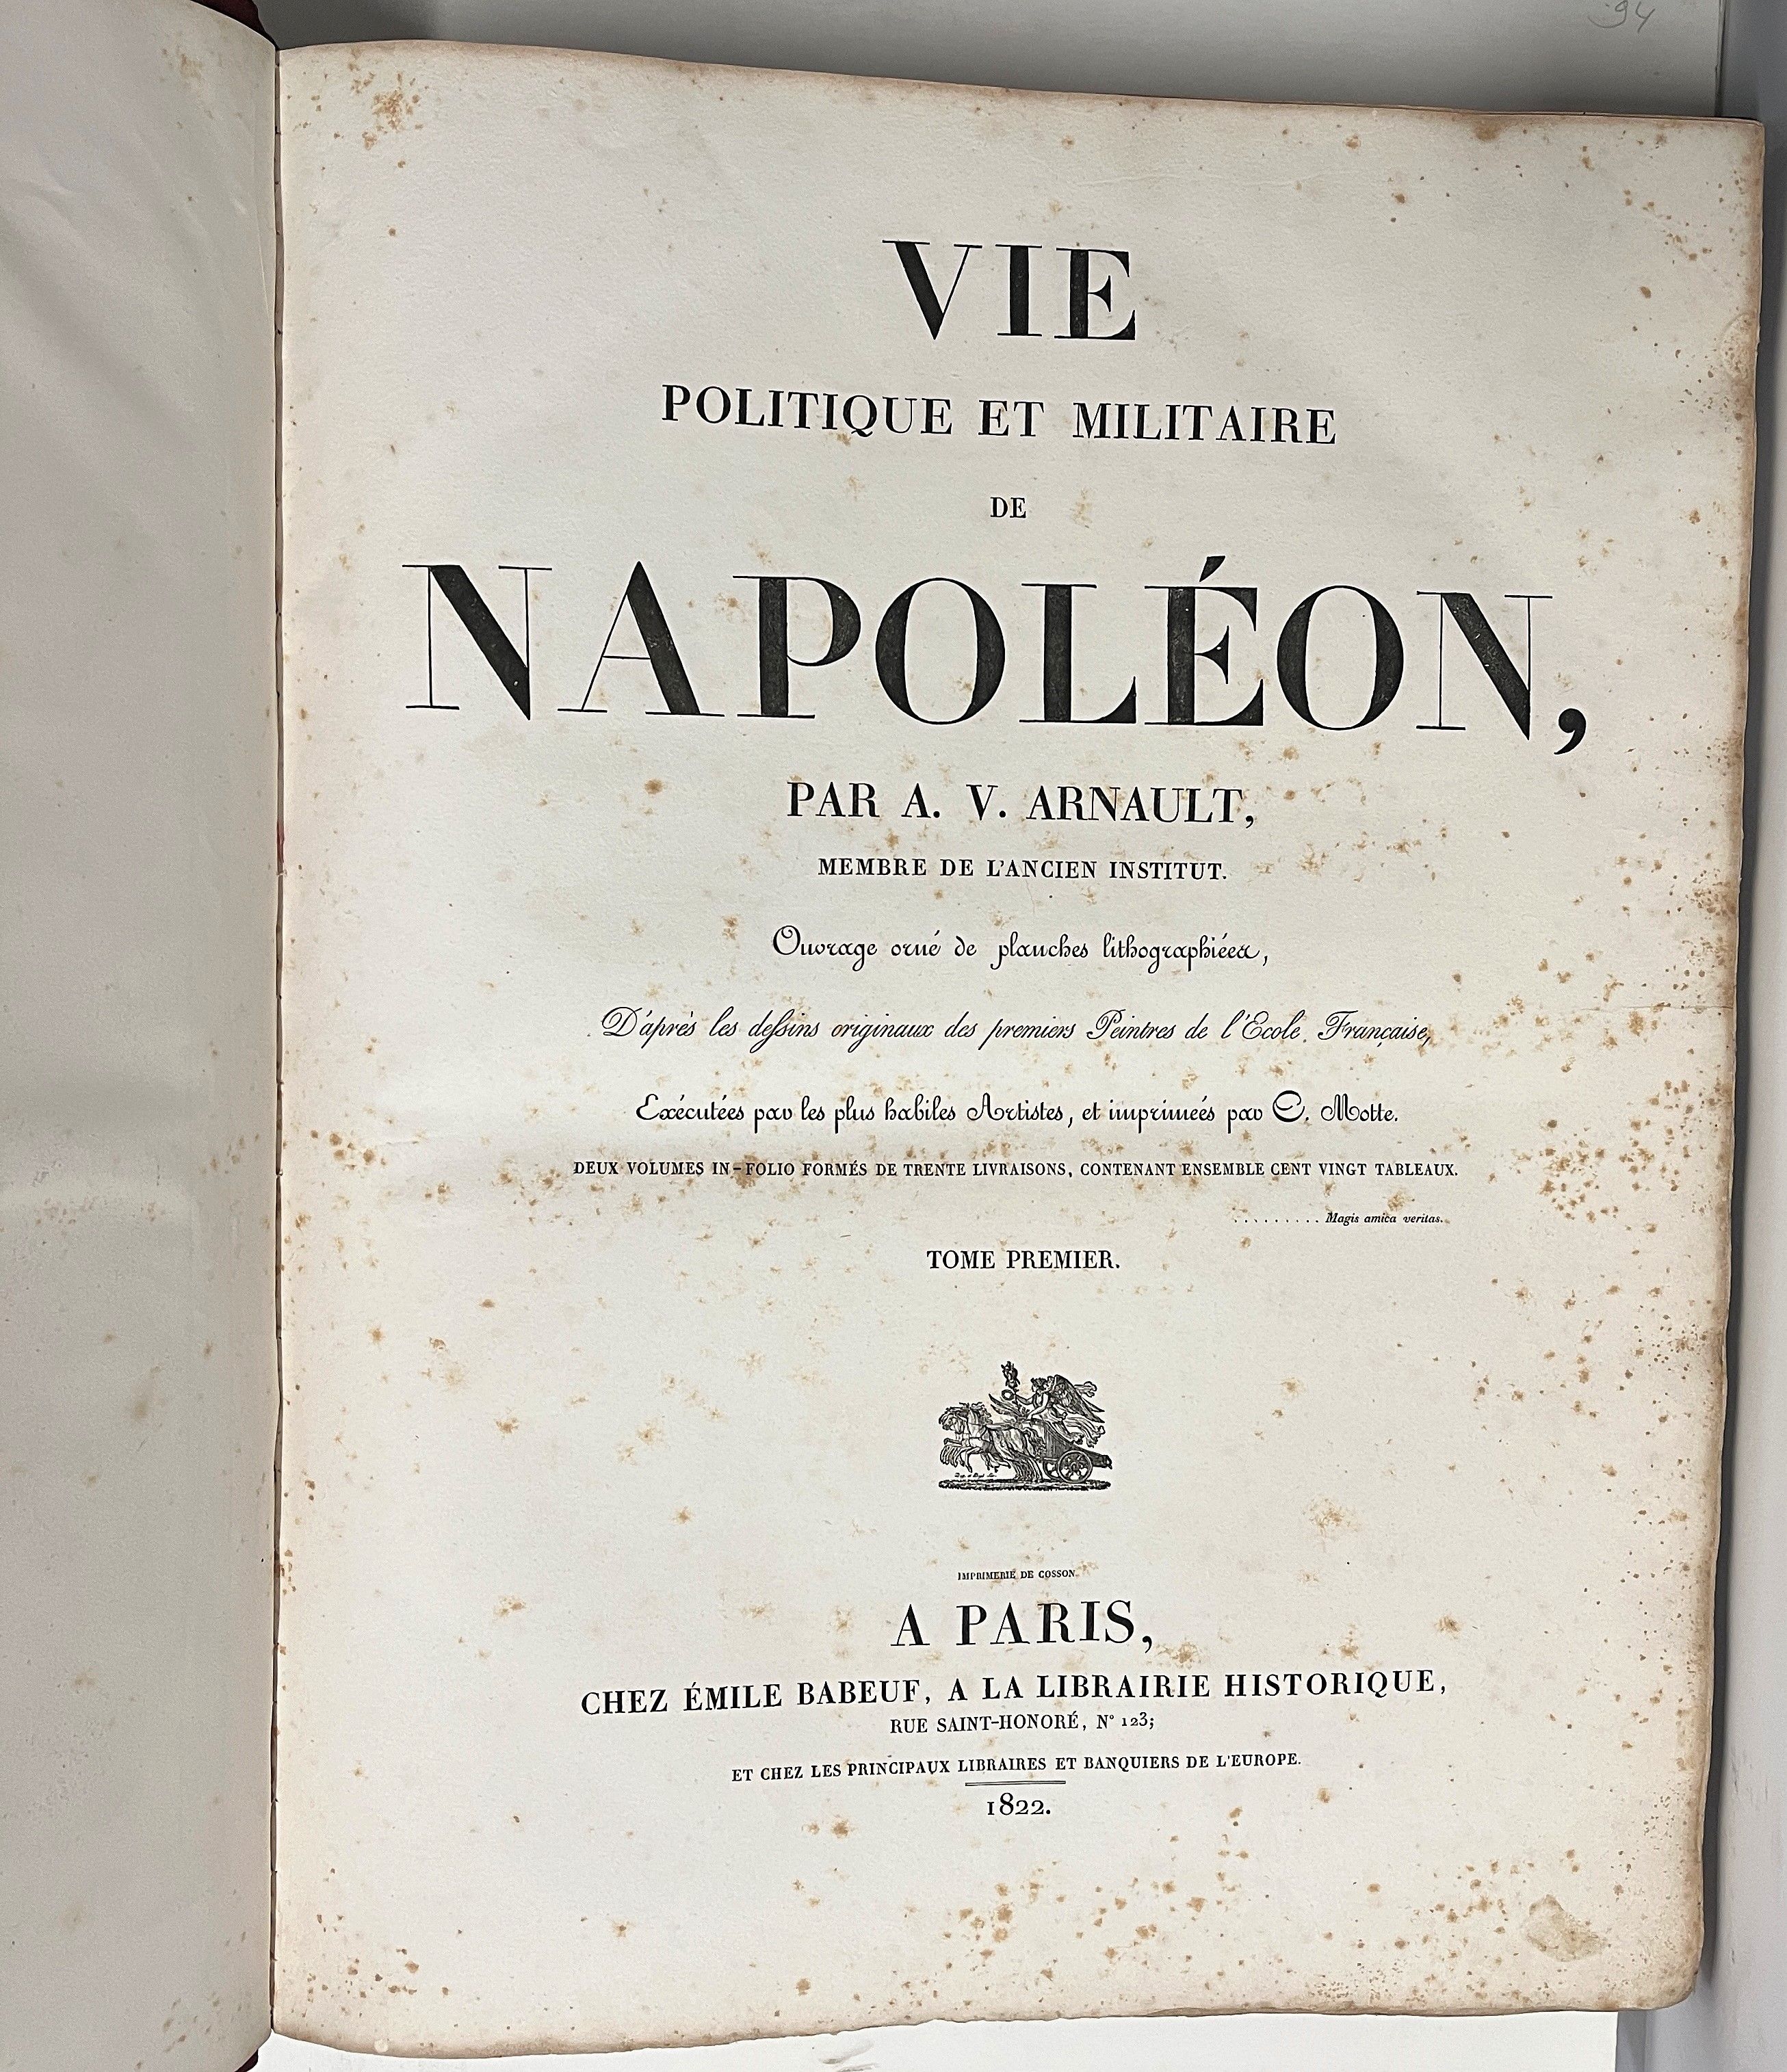 94
VIE
POLITIQUE ET MILITAIRE
DE
NAPOLÉON,
PAR A. V. ARNAULT,
MEMBRE DE L'ANCIEN INSTITUT.
Ouvrage orné de planches lithographiées,
D'après les deſsins originaux des premiers Peintres de l'Ecole Française,
Exécutées par les plus habiles Artistes, et imprimeés par C. Motte.
DEUX VOLUMES IN-FOLIO FORMÉS DE TRENTE LIVRAISONS, CONTENANT ENSEMBLE CENT VINGT TABLEAUX.
......... Magis amica veritas.
TOME PREMIER.
IMPRIMERIE DE COSSON.
A PARIS,
CHEZ ÉMILE BABEUF, A LA LIBRAIRIE HISTORIQUE,
RUE SAINT-HONORÉ, N° 123;
ET CHEZ LES PRINCIPAUX LIBRAIRES ET BANQUIERS DE L'EUROPE.
1822.